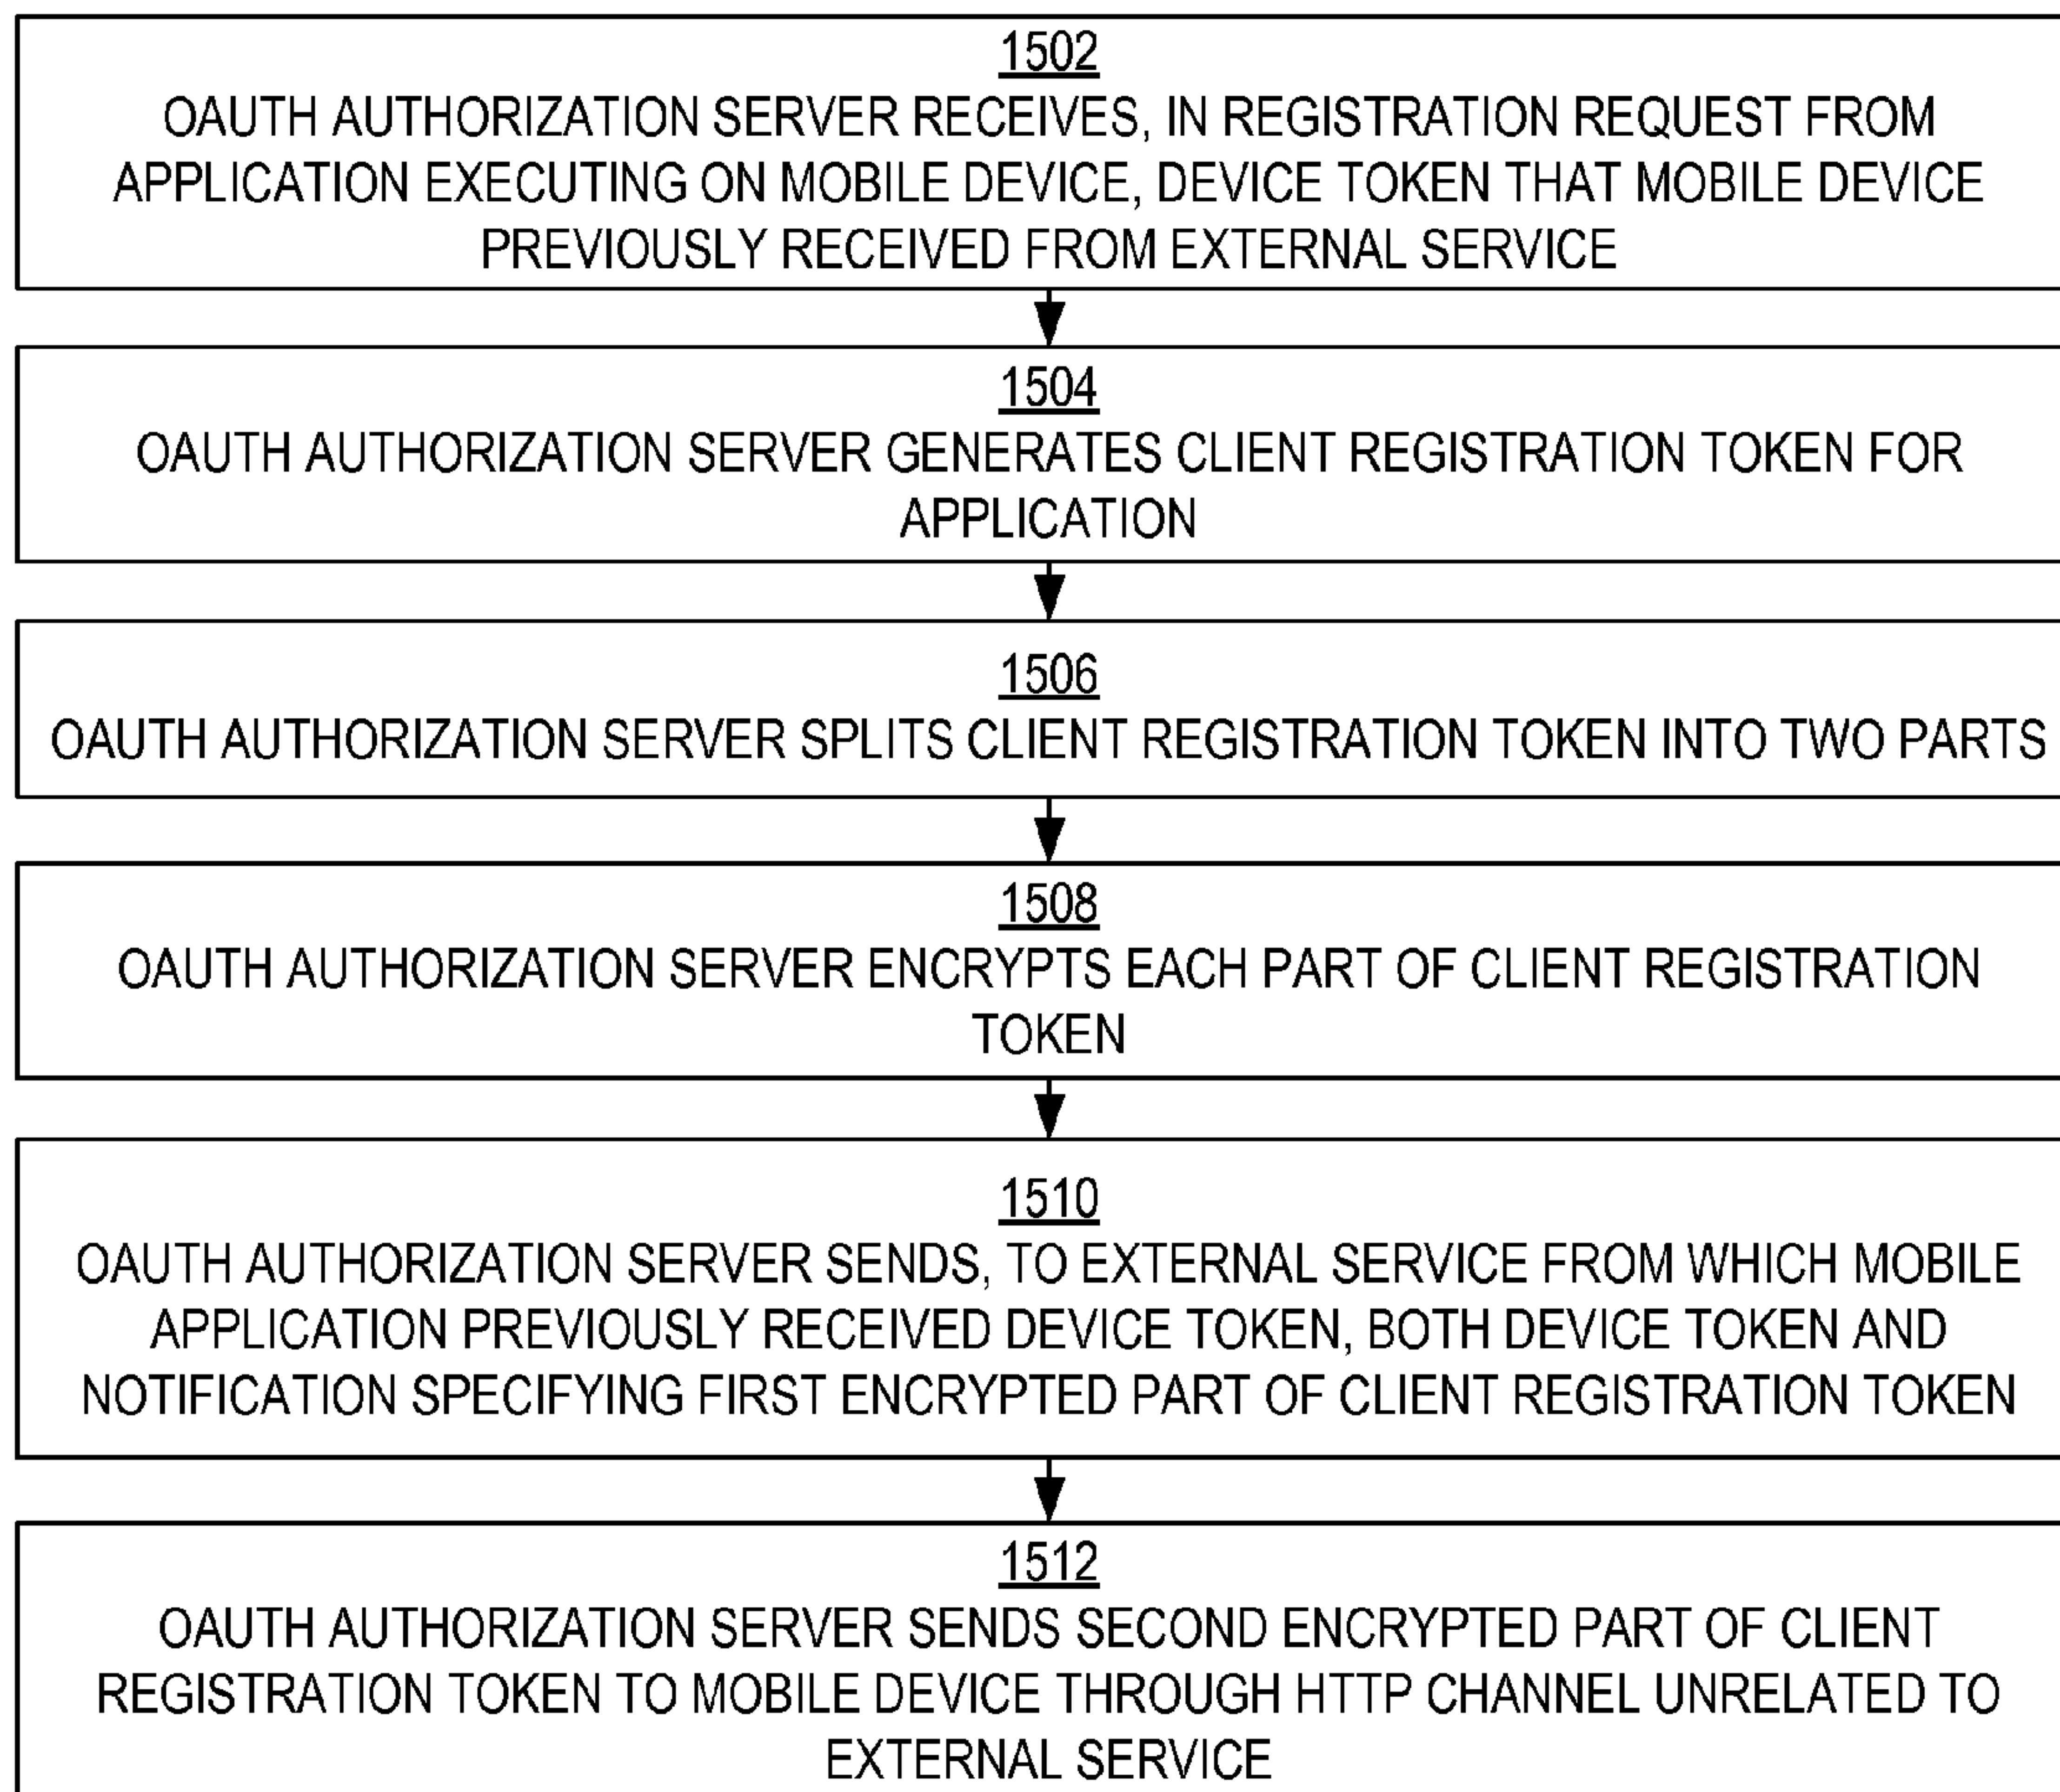 1502
OAUTH AUTHORIZATION SERVER RECEIVES, IN REGISTRATION REQUEST FROM
APPLICATION EXECUTING ON MOBILE DEVICE, DEVICE TOKEN THAT MOBILE DEVICE
PREVIOUSLY RECEIVED FROM EXTERNAL SERVICE
1504
OAUTH AUTHORIZATION SERVER GENERATES CLIENT REGISTRATION TOKEN FOR
APPLICATION
1506
OAUTH AUTHORIZATION SERVER SPLITS CLIENT REGISTRATION TOKEN INTO TWO PARTS
1508
OAUTH AUTHORIZATION SERVER ENCRYPTS EACH PART OF CLIENT REGISTRATION
TOKEN
1510
OAUTH AUTHORIZATION SERVER SENDS, TO EXTERNAL SERVICE FROM WHICH MOBILE
APPLICATION PREVIOUSLY RECEIVED DEVICE TOKEN, BOTH DEVICE TOKEN AND
NOTIFICATION SPECIFYING FIRST ENCRYPTED PART OF CLIENT REGISTRATION TOKEN
1512
OAUTH AUTHORIZATION SERVER SENDS SECOND ENCRYPTED PART OF CLIENT
REGISTRATION TOKEN TO MOBILE DEVICE THROUGH HTTP CHANNEL UNRELATED TO
EXTERNAL SERVICE